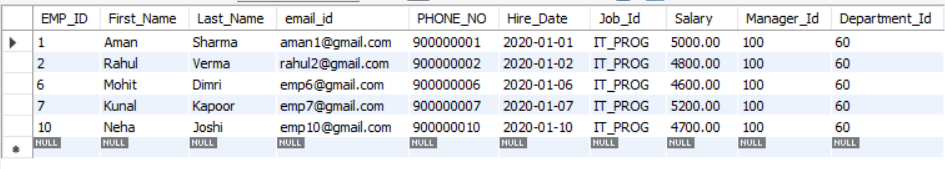 EMP_ID First_Name Last_Name email_id PHONE_NO Hire_Date Job_Id Salary Manager_Id Department_Id
1 Aman Sharma aman1@gmail.com 900000001 2020-01-01 IT_PROG 5000.00 100 60
2 Rahul Verma rahul2@gmail.com 900000002 2020-01-02 IT_PROG 4800.00 100 60
6 Mohit Dimri emp6@gmail.com 900000006 2020-01-06 IT_PROG 4600.00 100 60
7 Kunal Kapoor emp7@gmail.com 900000007 2020-01-07 IT_PROG 5200.00 100 60
10 Neha Joshi emp10@gmail.com 900000010 2020-01-10 IT_PROG 4700.00 100 60
NULL NULL NULL NULL NULL NULL NULL NULL NULL NULL